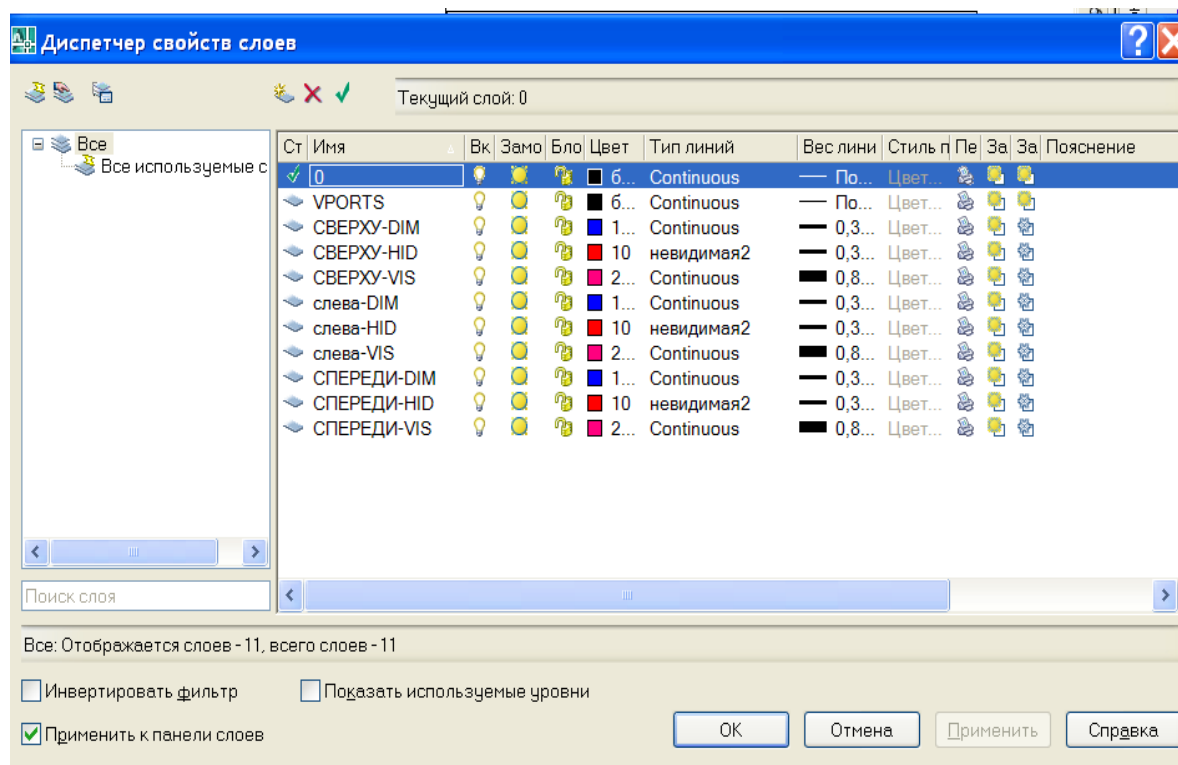 Диспетчер свойств слоев
Текущий слой: 0
Все
Все используемые с
Ст Имя Вк Замо Бло Цвет Тип линий Вес лини Стиль п Пе За За Пояснение
0 б... Continuous По... Цвет...
VPORTS б... Continuous По... Цвет...
СВЕРХУ-DIM 1... Continuous 0,3... Цвет...
СВЕРХУ-HID 10 невидимая2 0,3... Цвет...
СВЕРХУ-VIS 2... Continuous 0,8... Цвет...
слева-DIM 1... Continuous 0,3... Цвет...
слева-HID 10 невидимая2 0,3... Цвет...
слева-VIS 2... Continuous 0,8... Цвет...
СПЕРЕДИ-DIM 1... Continuous 0,3... Цвет...
СПЕРЕДИ-HID 10 невидимая2 0,3... Цвет...
СПЕРЕДИ-VIS 2... Continuous 0,8... Цвет...
Поиск слоя
Все: Отображается слоев - 11, всего слоев - 11
Инвертировать фильтр Показать используемые уровни
Применить к панели слоев
OK Отмена Применить Справка